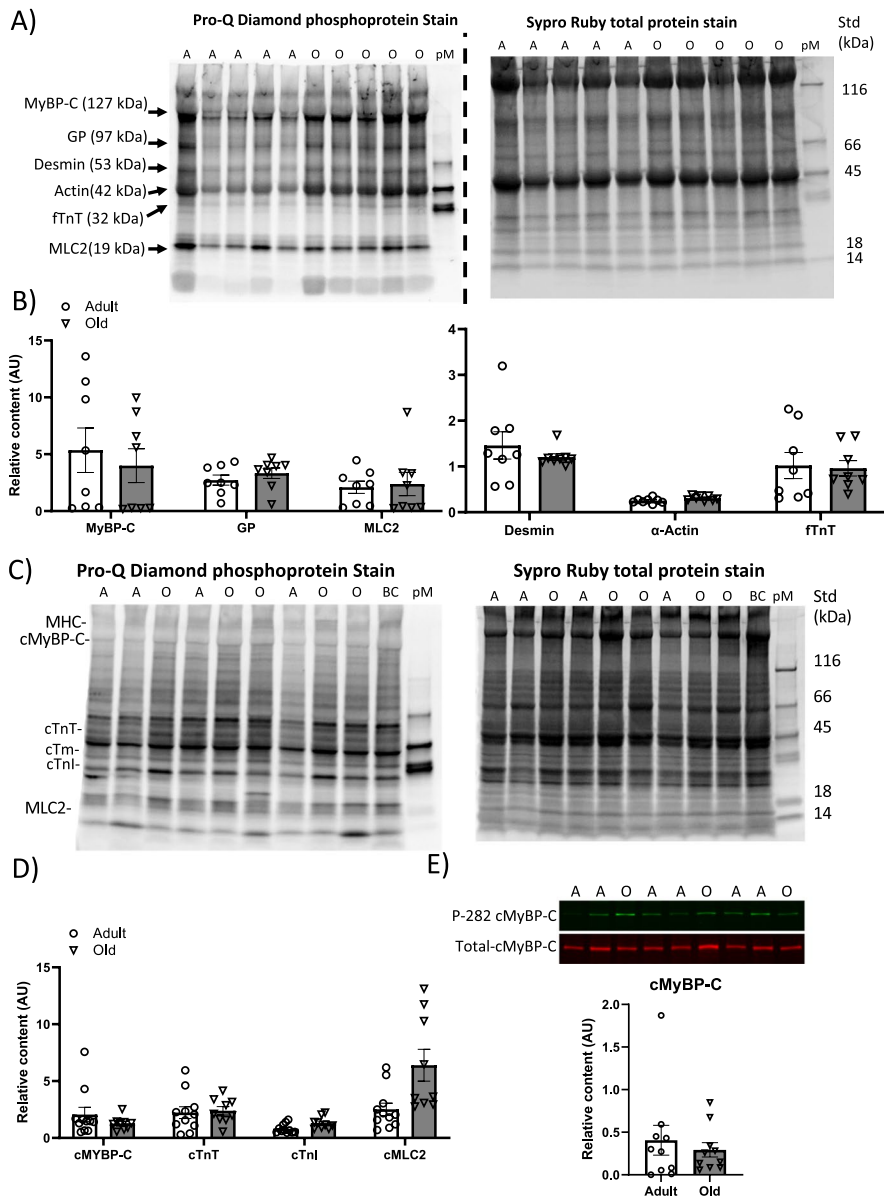 A)
Pro-Q Diamond phosphoprotein Stain
Sypro Ruby total protein stain
Std
(kDa)
A A A A A O O O O O pM
A A A A A O O O O O pM
MyBP-C (127 kDa)
GP (97 kDa)
Desmin (53 kDa)
Actin(42 kDa)
fTnT (32 kDa)
MLC2(19 kDa)
116
66
45
18
14
B)
Adult
Old
Relative content (AU)
15
10
5
0
MyBP-C GP MLC2
4
3
2
1
0
Desmin α-Actin fTnT
C)
Pro-Q Diamond phosphoprotein Stain
Sypro Ruby total protein stain
A A O O O A O O BC pM
A A O A O O A O O BC pM
Std
(kDa)
MHC-
cMyBP-C-
cTnT-
cTm-
cTnI-
MLC2-
116
66
45
18
14
D)
Adult
Old
Relative content (AU)
15
10
5
0
cMYBP-C cTnT cTnI cMLC2
E)
A A O A A O A A O
P-282 cMyBP-C
Total-cMyBP-C
cMyBP-C
Relative content (AU)
2.0
1.5
1.0
0.5
0.0
Adult Old